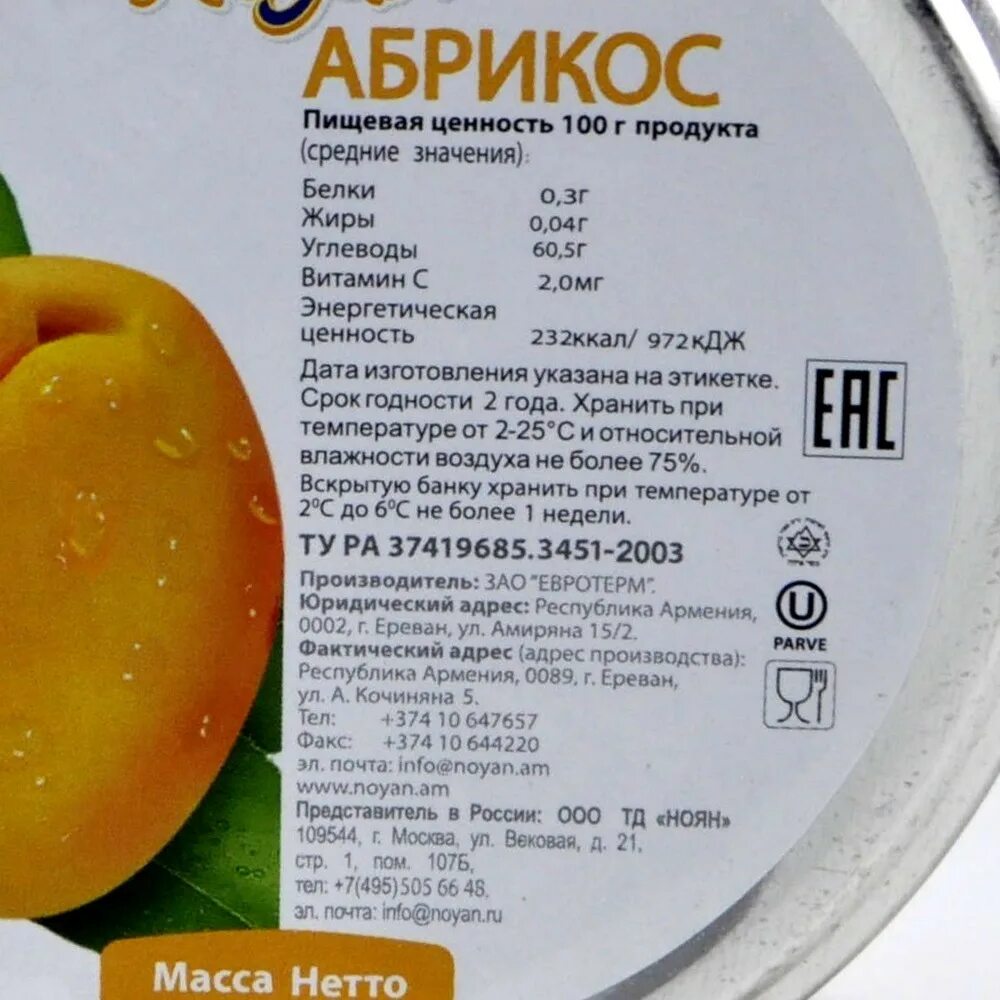 АБРИКОС
Пищевая ценность 100 г продукта
(средние значения):
Белки 0,3г
Жиры 0,04г
Углеводы 60,5г
Витамин С 2,0мг
Энергетическая
ценность 232ккал/ 972кДЖ
Дата изготовления указана на этикетке.
Срок годности 2 года. Хранить при
температуре от 2-25°С и относительной
влажности воздуха не более 75%.
Вскрытую банку хранить при температуре от
2°С до 6°С не более 1 недели.
ТУ РА 37419685.3451-2003
Производитель: ЗАО "ЕВРОТЕРМ".
Юридический адрес: Республика Армения,
0002, г. Ереван, ул. Амиряна 15/2.
Фактический адрес (адрес производства):
Республика Армения, 0089, г. Ереван,
ул. А. Кочиняна 5.
Тел: +374 10 647657
Факс: +374 10 644220
эл. почта: info@noyan.am
www.noyan.am
Представитель в России: ООО ТД «НОЯН»
109544, г. Москва, ул. Вековая, д. 21,
стр. 1, пом. 107Б,
тел: +7(495)505 66 48,
эл. почта: info@noyan.ru
EAC
U
PARVE
Масса Нетто